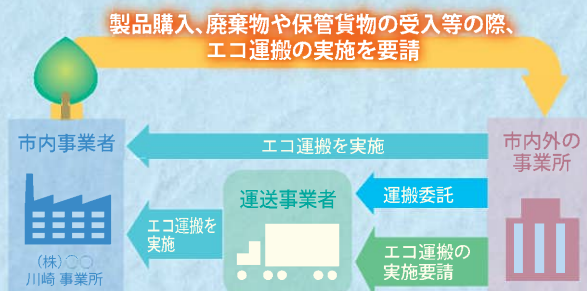 製品購入、廃棄物や保管貨物の受入等の際、
エコ運搬の実施を要請
市内事業者
エコ運搬を実施
市内外の
事業所
運送事業者
運搬委託
エコ運搬を
実施
エコ運搬の
実施要請
(株)○○
川崎 事業所